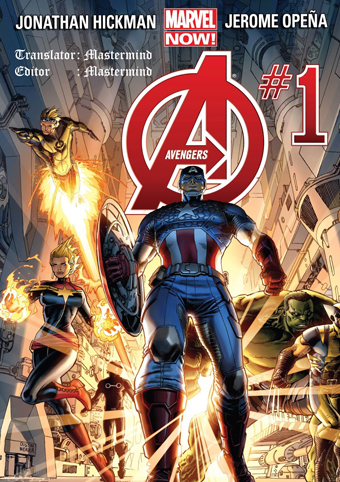 JONATHAN HICKMAN
MARVEL
NOW!
JEROME OPEÑA
Translator : Mastermind
Editor : Mastermind
#1
A
AVENGERS